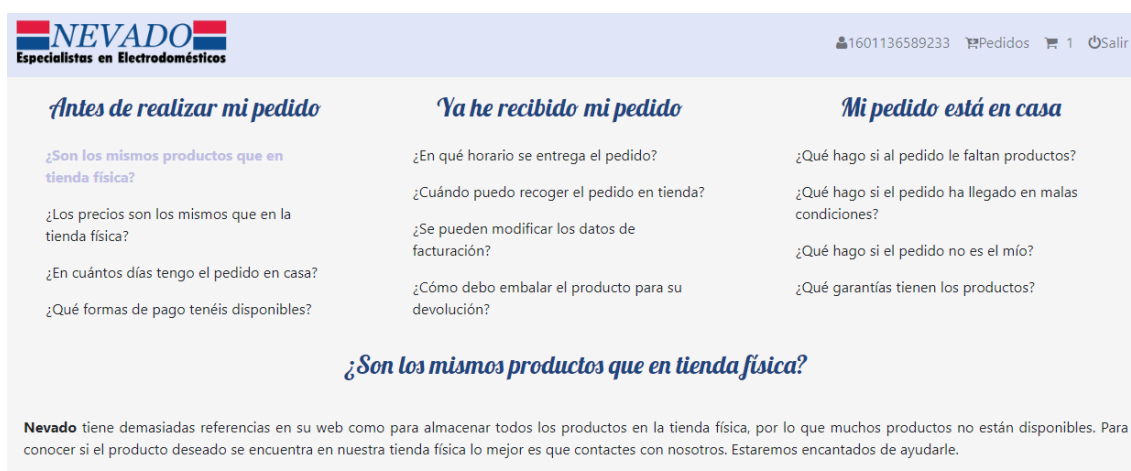 NEVADO
Especialistas en Electrodomésticos
1601136589233 Pedidos 1 Salir
Antes de realizar mi pedido
¿Son los mismos productos que en
tienda física?
¿Los precios son los mismos que en la
tienda física?
¿En cuántos días tengo el pedido en casa?
¿Qué formas de pago tenéis disponibles?
Ya he recibido mi pedido
¿En qué horario se entrega el pedido?
¿Cuándo puedo recoger el pedido en tienda?
¿Se pueden modificar los datos de
facturación?
¿Cómo debo embalar el producto para su
devolución?
Mi pedido está en casa
¿Qué hago si al pedido le faltan productos?
¿Qué hago si el pedido ha llegado en malas
condiciones?
¿Qué hago si el pedido no es el mío?
¿Qué garantías tienen los productos?
¿Son los mismos productos que en tienda física?
Nevado tiene demasiadas referencias en su web como para almacenar todos los productos en la tienda física, por lo que muchos productos no están disponibles. Para
conocer si el producto deseado se encuentra en nuestra tienda física lo mejor es que contactes con nosotros. Estaremos encantados de ayudarle.